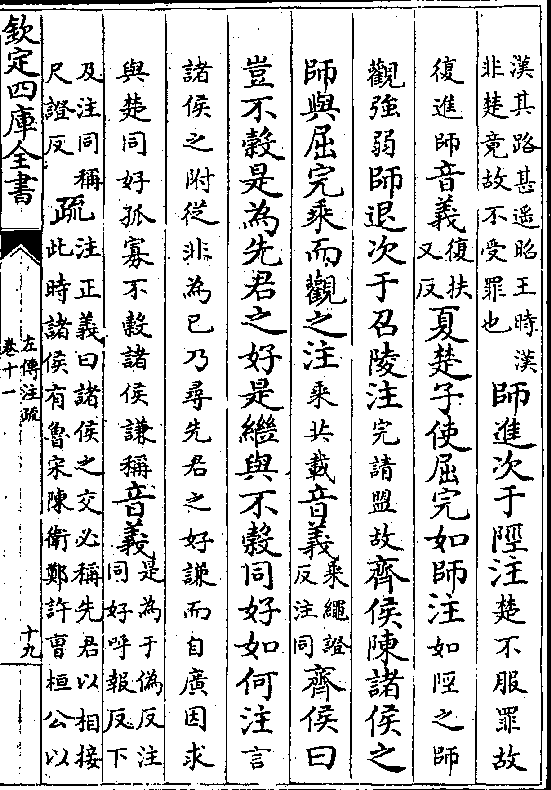 漢其路甚遥昭王時漢
非楚竟故不受罪也
師進次于陘注楚不服罪故
復進師音義復扶
又反
夏楚子使屈完如師注如陘之師
觀強弱師退次于召陵注完請盟故齊侯陳諸侯之
師與屈完乘而觀之注乘共載音義乘繩證
反注同
齊侯曰
豈不榖是為先君之好是繼與不榖同好如何注言
諸侯之附從非為已乃尋先君之好謙而自廣因求
與楚同好孤寡不榖諸侯謙稱音義是為于偽反注
同好呼報反下
及注同稱
尺證反
疏注正義曰諸侯之交必稱先君以相接
此時諸侯有魯宋陳衛鄭許曹桓公以
欽定四庫全書
左傳注疏
卷十一
十九